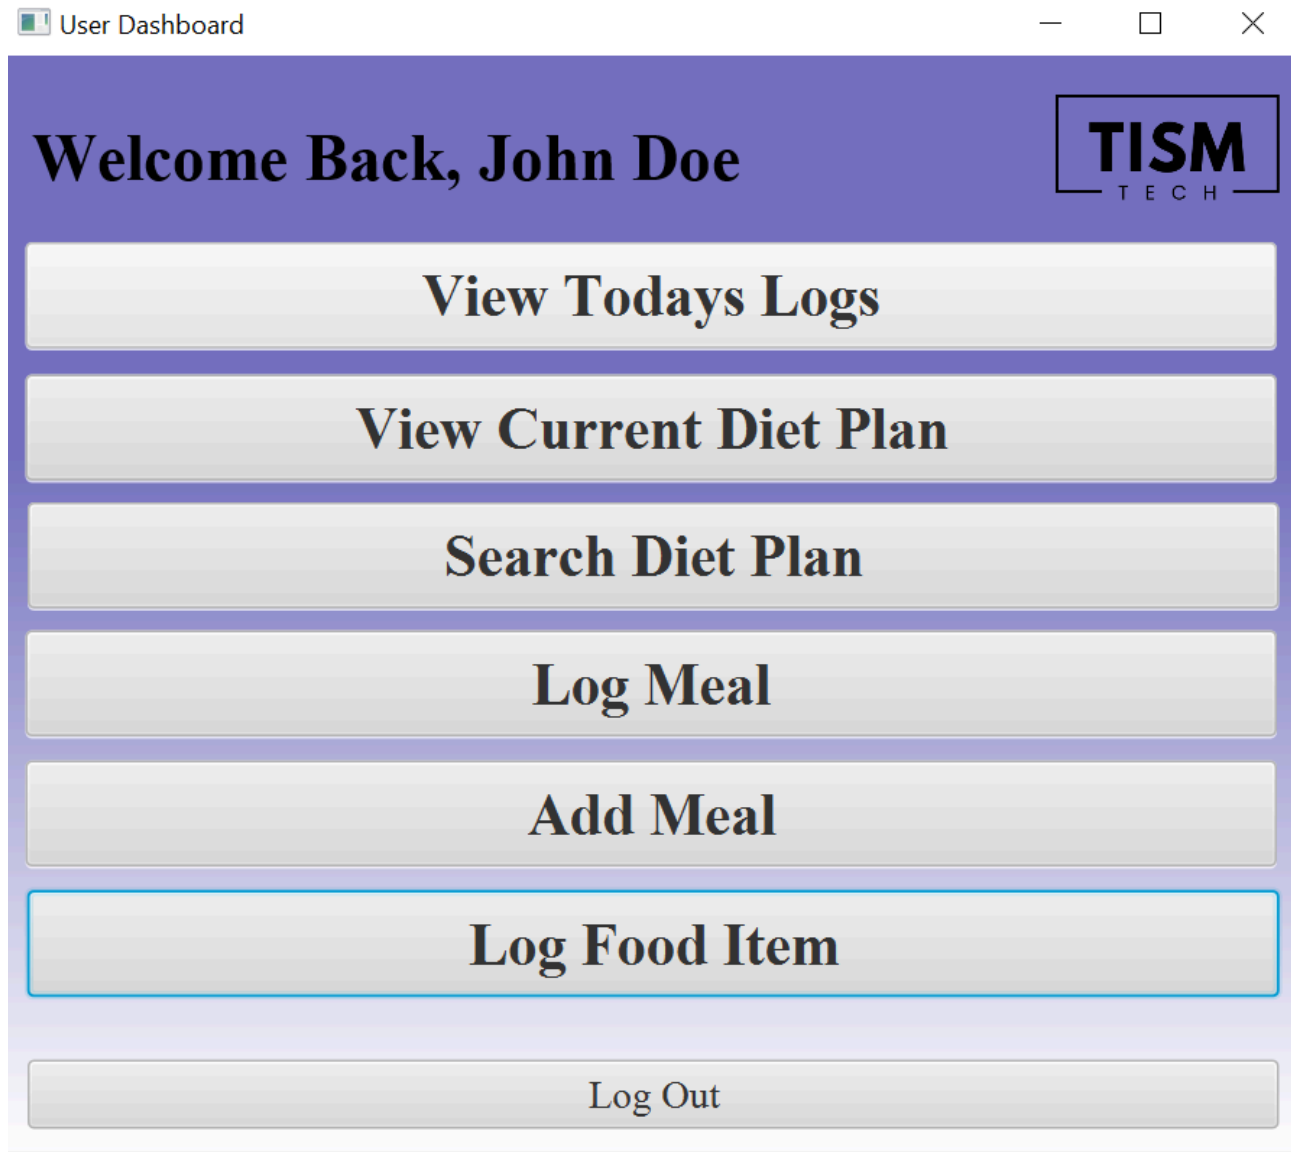 User Dashboard
Welcome Back, John Doe
TISM
TECH
View Todays Logs
View Current Diet Plan
Search Diet Plan
Log Meal
Add Meal
Log Food Item
Log Out